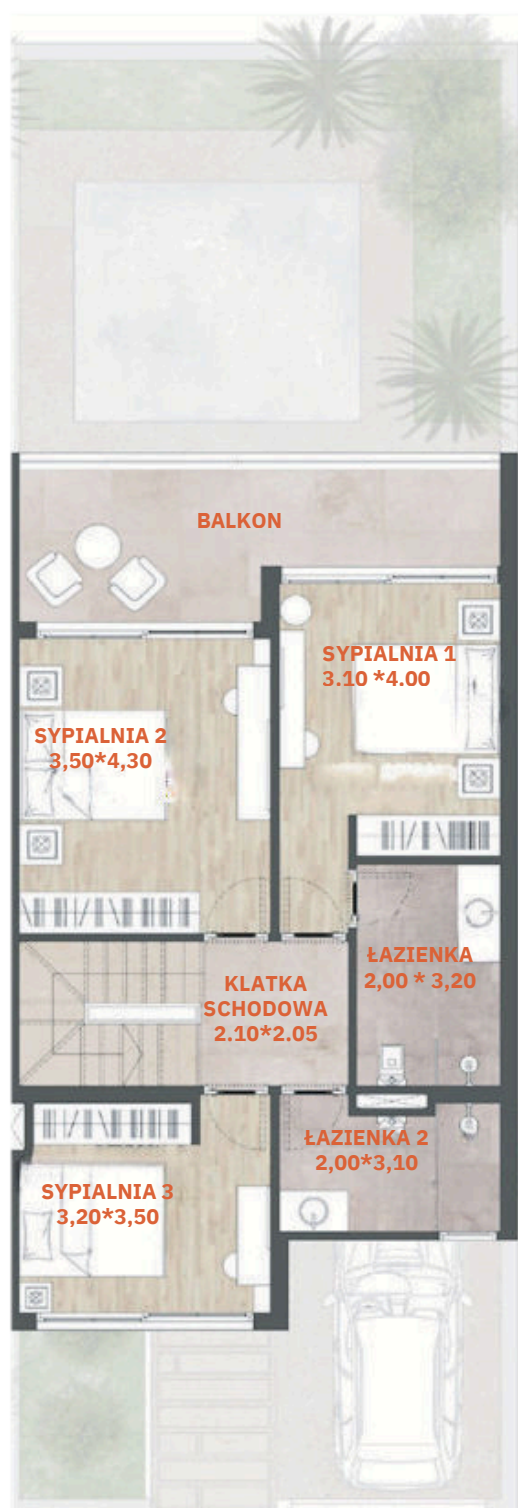 BALKON
SYPIALNIA 1
3.10 *4.00
SYPIALNIA 2
3,50*4,30
ŁAZIENKA
2,00 * 3,20
KLATKA
SCHODOWA
2.10*2.05
ŁAZIENKA 2
2,00*3,10
SYPIALNIA 3
3,20*3,50